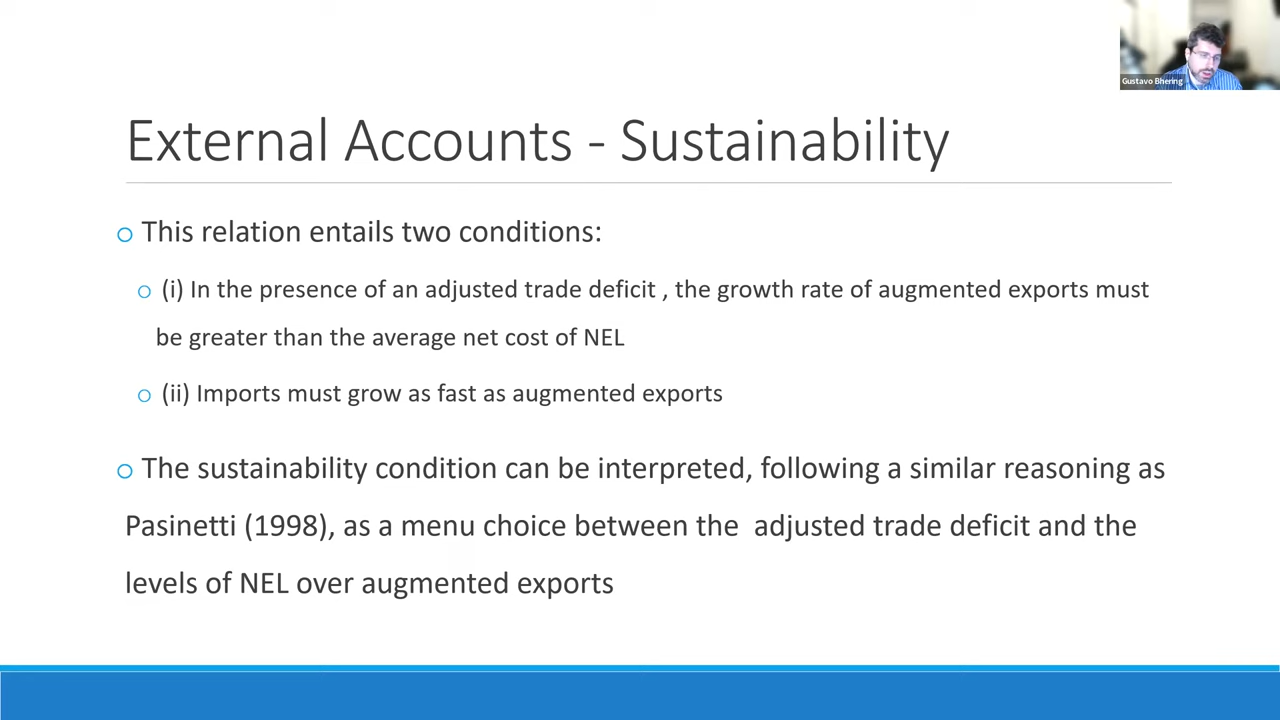 Gustavo Bhering
External Accounts - Sustainability
o This relation entails two conditions:
o (i) In the presence of an adjusted trade deficit , the growth rate of augmented exports must
be greater than the average net cost of NEL
o (ii) Imports must grow as fast as augmented exports
o The sustainability condition can be interpreted, following a similar reasoning as
Pasinetti (1998), as a menu choice between the  adjusted trade deficit and the
levels of NEL over augmented exports